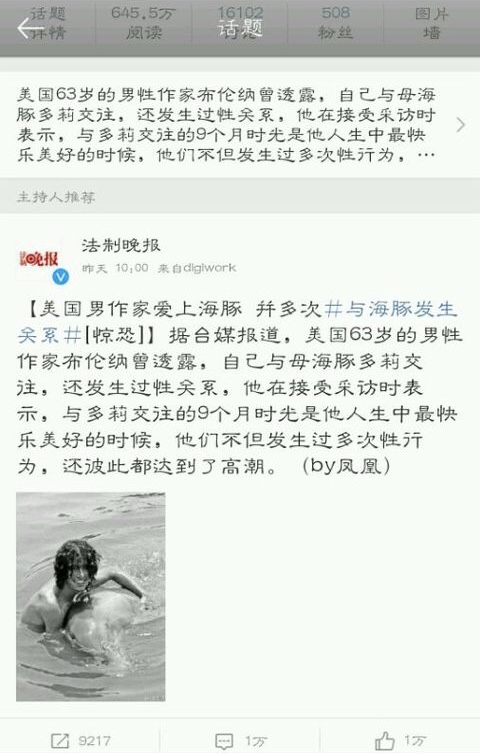 话题 645.5万 16102 508 图片
详情 阅读 讨论 粉丝 墙
话题
美国63岁的男性作家布伦纳曾透露，自己与母海
豚多莉交往，还发生过性关系，他在接受采访时
表示，与多莉交往的9个月时光是他人生中最快
乐美好的时候，他们不但发生过多次性行为，…
主持人推荐
晚报
法制晚报
昨天 10:00 来自digiwork
【美国男作家爱上海豚 并多次#与海豚发生
关系#[惊恐]】据台媒报道，美国63岁的男性
作家布伦纳曾透露，自己与母海豚多莉交
往，还发生过性关系，他在接受采访时表
示，与多莉交往的9个月时光是他人生中最快
乐美好的时候，他们不但发生过多次性行
为，还彼此都达到了高潮。（by凤凰）
9217 1万 1万